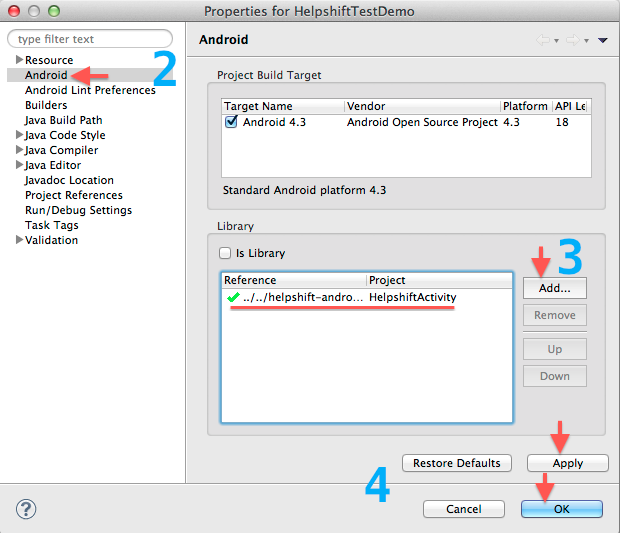 Properties for HelpshiftTestDemo
type filter text
Resource
Android
Android Lint Preferences
Builders
Java Build Path
Java Code Style
Java Compiler
Java Editor
Javadoc Location
Project References
Run/Debug Settings
Task Tags
Validation
2
Android
Project Build Target
Target Name Vendor Platform API Le
Android 4.3 Android Open Source Project 4.3 18
Standard Android platform 4.3
Library
Is Library
3
Reference Project
../../helpshift-andro... HelpshiftActivity
Add...
Remove
Up
Down
Restore Defaults Apply
4
? Cancel OK